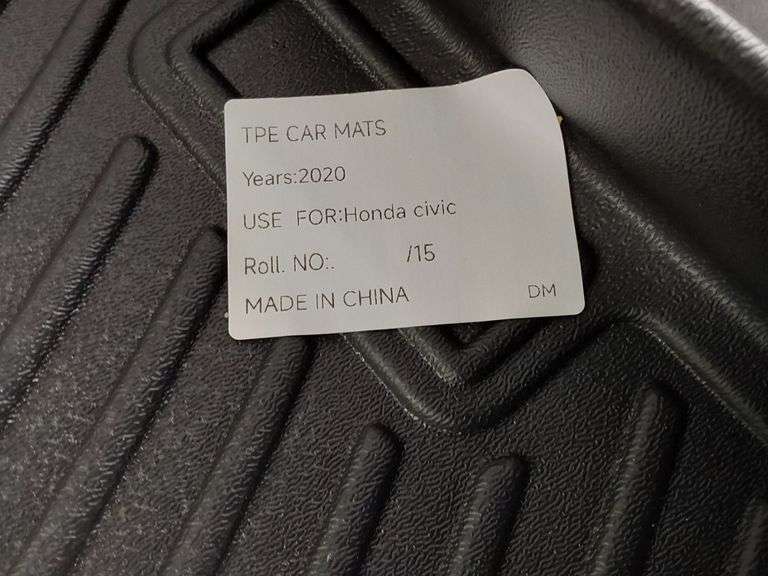 TPE CAR MATS
Years:2020
USE FOR:Honda civic
Roll. NO:. /15
MADE IN CHINA DM